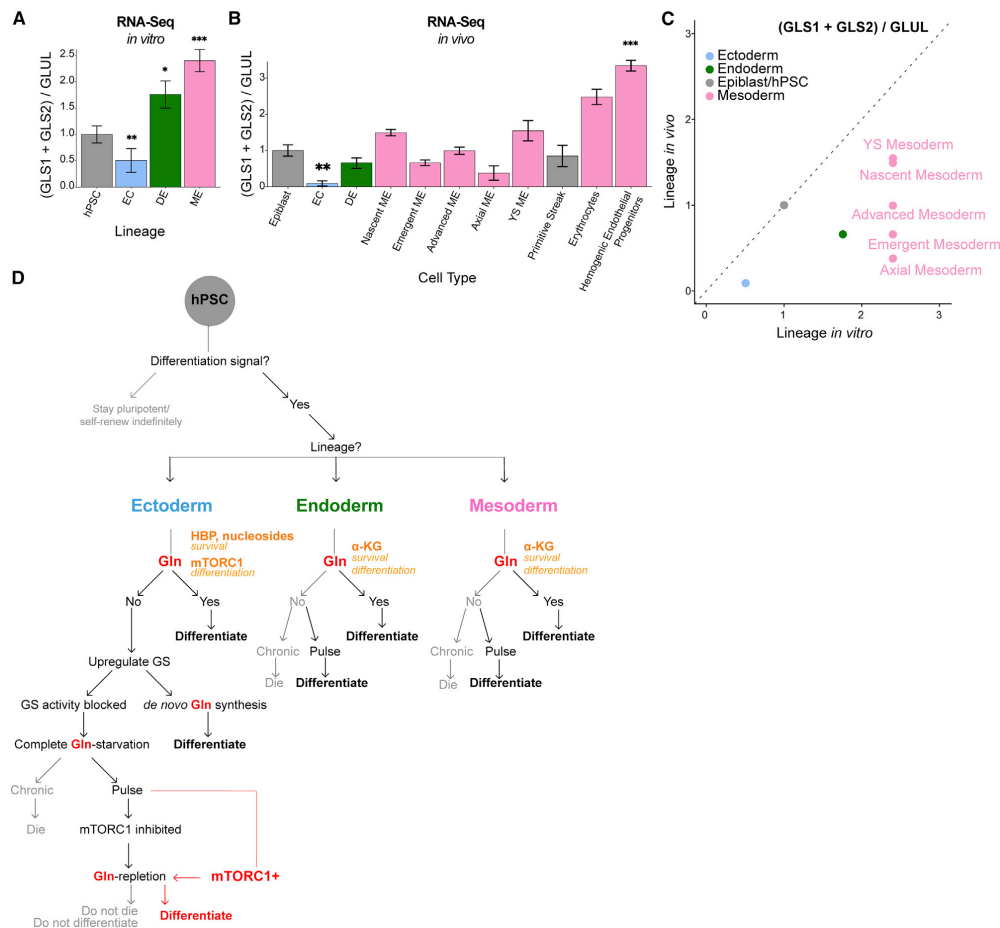 A
RNA-Seq
in vitro
(GLS1 + GLS2) / GLUL
2.5
2.0
1.5
1.0
0.5
0.0
**
*
***
hPSC
EC
DE
ME
Lineage
B
RNA-Seq
in vivo
(GLS1 + GLS2) / GLUL
3
2
1
0
**
***
Epiblast
EC
DE
Nascent ME
Emergent ME
Advanced ME
Axial ME
YS ME
Primitive Streak
Erythrocytes
Hemogenic Endothelial
Progenitors
Cell Type
C
(GLS1 + GLS2) / GLUL
Lineage in vivo
3
2
1
0
Ectoderm
Endoderm
Epiblast/hPSC
Mesoderm
YS Mesoderm
Nascent Mesoderm
Advanced Mesoderm
Emergent Mesoderm
Axial Mesoderm
0 1 2 3
Lineage in vitro
D
hPSC
Differentiation signal?
Stay pluripotent/
self-renew indefinitely
Yes
Lineage?
Ectoderm
Endoderm
Mesoderm
HBP, nucleosides
survival
Gln
mTORC1
differentiation
α-KG
Gln
survival
differentiation
α-KG
Gln
survival
differentiation
No Yes
No Yes
No Yes
Differentiate
Differentiate
Differentiate
Chronic Pulse
Chronic Pulse
Die Differentiate
Die Differentiate
Upregulate GS
GS activity blocked
de novo Gln synthesis
Complete Gln-starvation
Differentiate
Chronic
Pulse
Die
mTORC1 inhibited
Gln-repletion
mTORC1+
Do not die
Do not differentiate
Differentiate